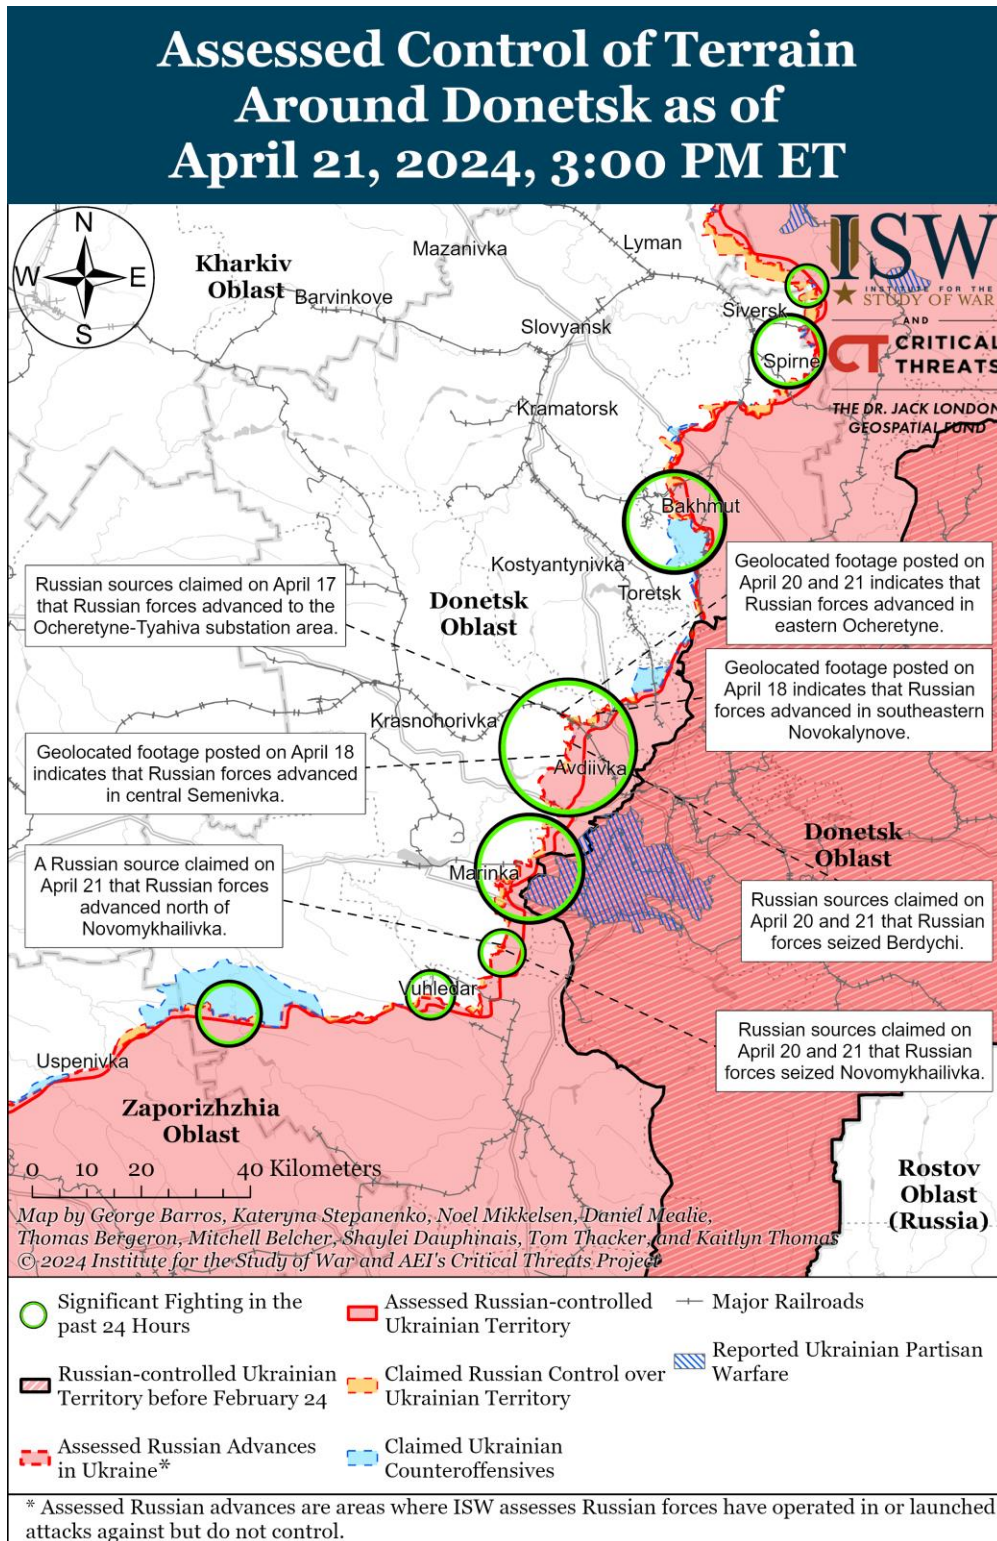 Assessed Control of Terrain
Around Donetsk as of
April 21, 2024, 3:00 PM ET
N
W
E
S
Kharkiv
Oblast
Mazanivka
Lyman
Barvinkove
Slovyansk
Siversk
Spirne
Kramatorsk
ISW
INSTITUTE FOR THE
STUDY OF WAR
AND
CT CRITICAL
THREATS
THE DR. JACK LONDON
GEOSPATIAL FUND
Bakhmut
Kostyantynivka
Toretsk
Donetsk
Oblast
Russian sources claimed on April 17
that Russian forces advanced to the
Ocheretyne-Tyahiva substation area.
Geolocated footage posted on
April 20 and 21 indicates that
Russian forces advanced in
eastern Ocheretyne.
Geolocated footage posted on
April 18 indicates that Russian
forces advanced in southeastern
Novokalynove.
Krasnohorivka
Geolocated footage posted on April 18
indicates that Russian forces advanced
in central Semenivka.
Avdiivka
Donetsk
Oblast
A Russian source claimed on
April 21 that Russian forces
advanced north of
Novomykhailivka.
Marinka
Russian sources claimed on
April 20 and 21 that Russian
forces seized Berdychi.
Vuhledar
Russian sources claimed on
April 20 and 21 that Russian
forces seized Novomykhailivka.
Uspenivka
Zaporizhzhia
Oblast
Rostov
Oblast
(Russia)
0 10 20 40 Kilometers
Map by George Barros, Kateryna Stepanenko, Noel Mikkelsen, Daniel Mealie,
Thomas Bergeron, Mitchell Belcher, Shaylei Dauphinais, Tom Thacker, and Kaitlyn Thomas
© 2024 Institute for the Study of War and AEI's Critical Threats Project
Significant Fighting in the
past 24 Hours
Russian-controlled Ukrainian
Territory before February 24
Assessed Russian Advances
in Ukraine*
Assessed Russian-controlled
Ukrainian Territory
Claimed Russian Control over
Ukrainian Territory
Claimed Ukrainian
Counteroffensives
Major Railroads
Reported Ukrainian Partisan
Warfare
* Assessed Russian advances are areas where ISW assesses Russian forces have operated in or launched
attacks against but do not control.